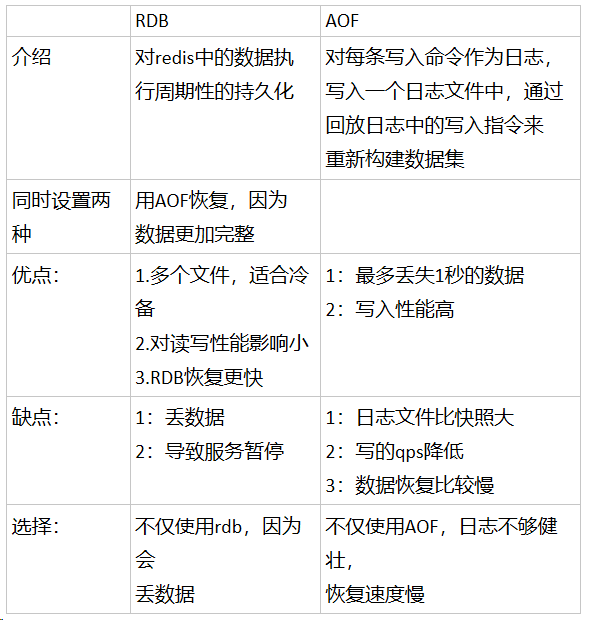 RDB
AOF
介绍
对redis中的数据执
行周期性的持久化
对每条写入命令作为日志，
写入一个日志文件中，通过
回放日志中的写入指令来
重新构建数据集
同时设置两
种
用AOF恢复，因为
数据更加完整
优点：
1.多个文件，适合冷
备
2.对读写性能影响小
3.RDB恢复更快
1：最多丢失1秒的数据
2：写入性能高
缺点：
1：丢数据
2：导致服务暂停
1：日志文件比快照大
2：写的qps降低
3：数据恢复比较慢
选择：
不仅使用rdb，因为
会
丢数据
不仅使用AOF，日志不够健
壮，
恢复速度慢